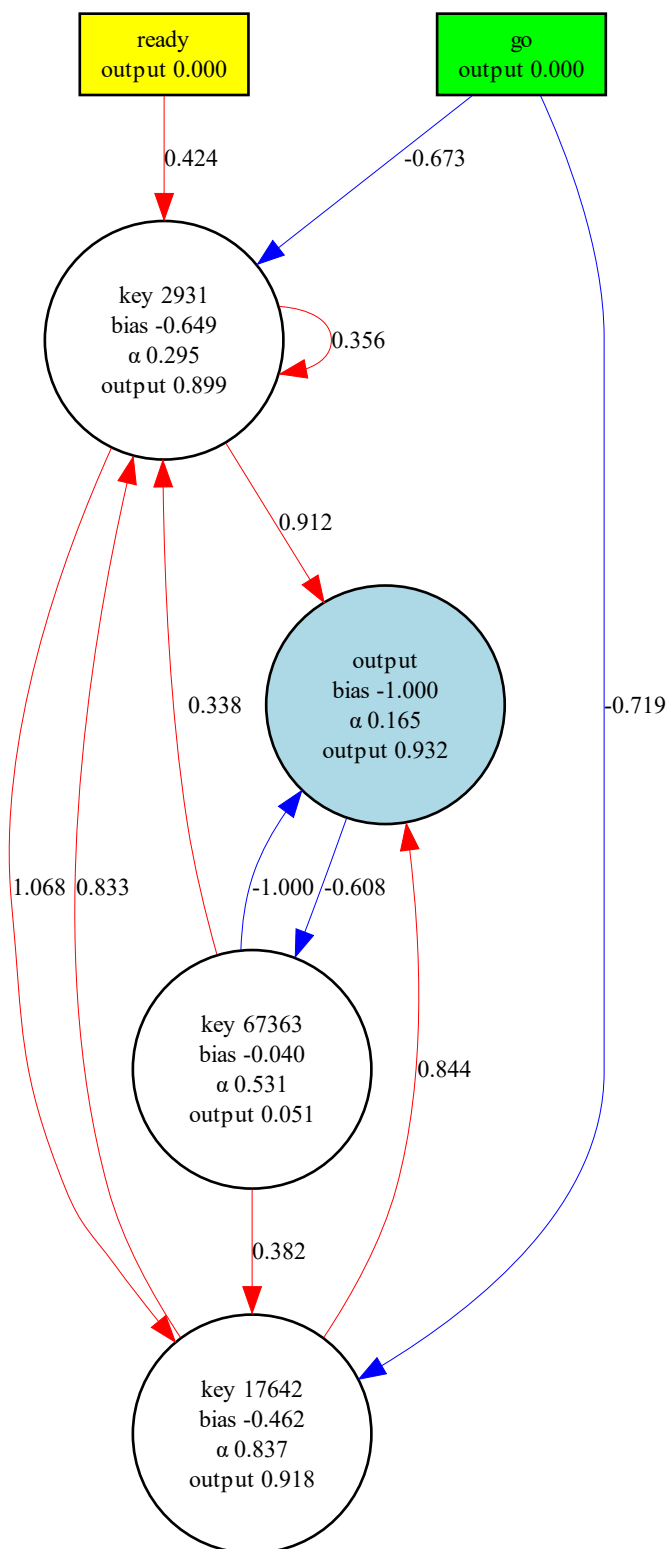 ready
output 0.000
go
output 0.000
0.424
-0.673
key 2931
bias -0.649
α 0.295
output 0.899
0.356
0.912
output
bias -1.000
α 0.165
output 0.932
0.338
-0.719
1.068
0.833
-1.000
-0.608
0.844
key 67363
bias -0.040
α 0.531
output 0.051
0.382
key 17642
bias -0.462
α 0.837
output 0.918